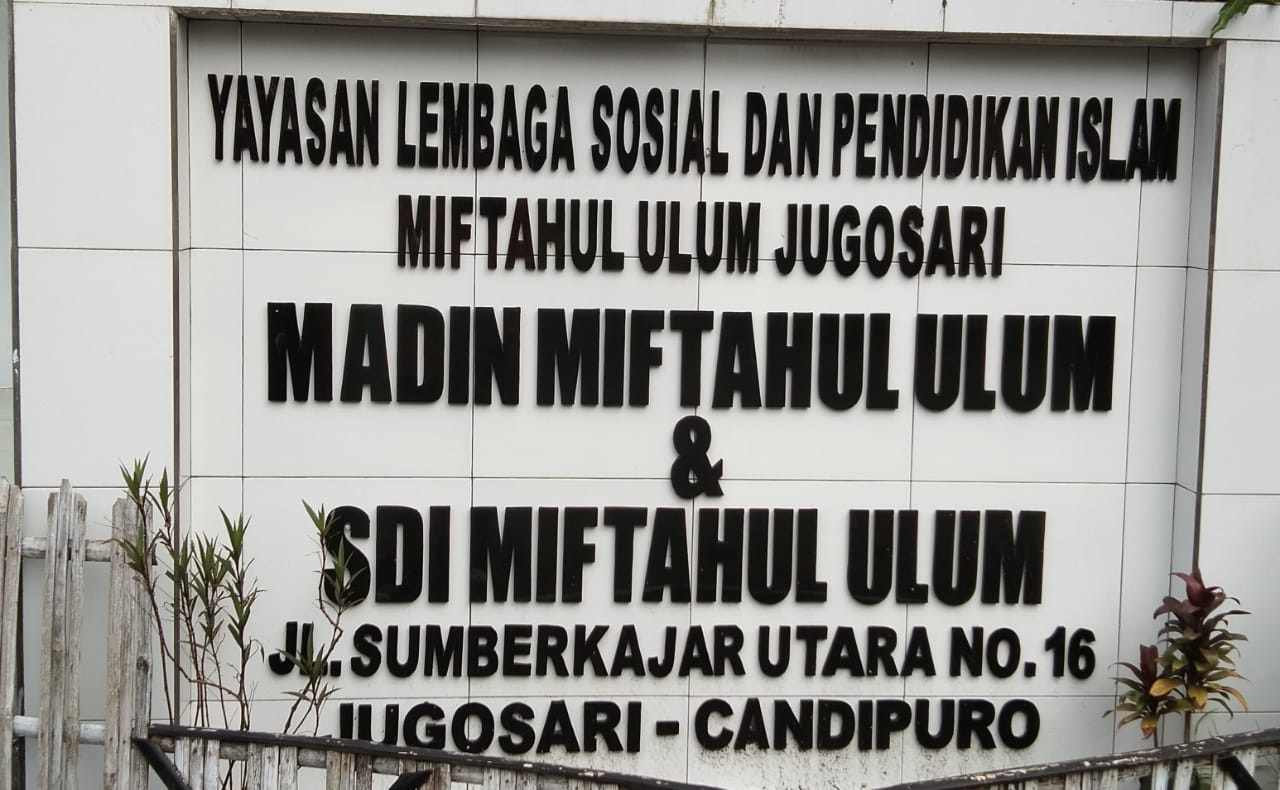 YAYASAN LEMBAGA SOSIAL DAN PENDIDIKAN ISLAM
MIFTAHUL ULUM JUGOSARI
MADIN MIFTAHUL ULUM
&
SDI MIFTAHUL ULUM
JL. SUMBERKAJAR UTARA NO. 16
JUGOSARI - CANDIPURO